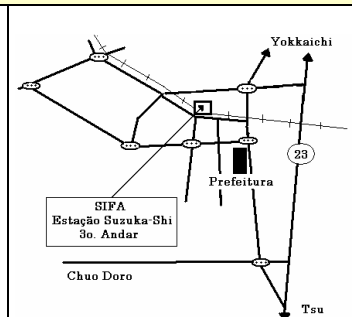 Yokkaichi
23
Prefeitura
SIFA
Estação Suzuka-Shi
3o. Andar
Chuo Doro
Tsu